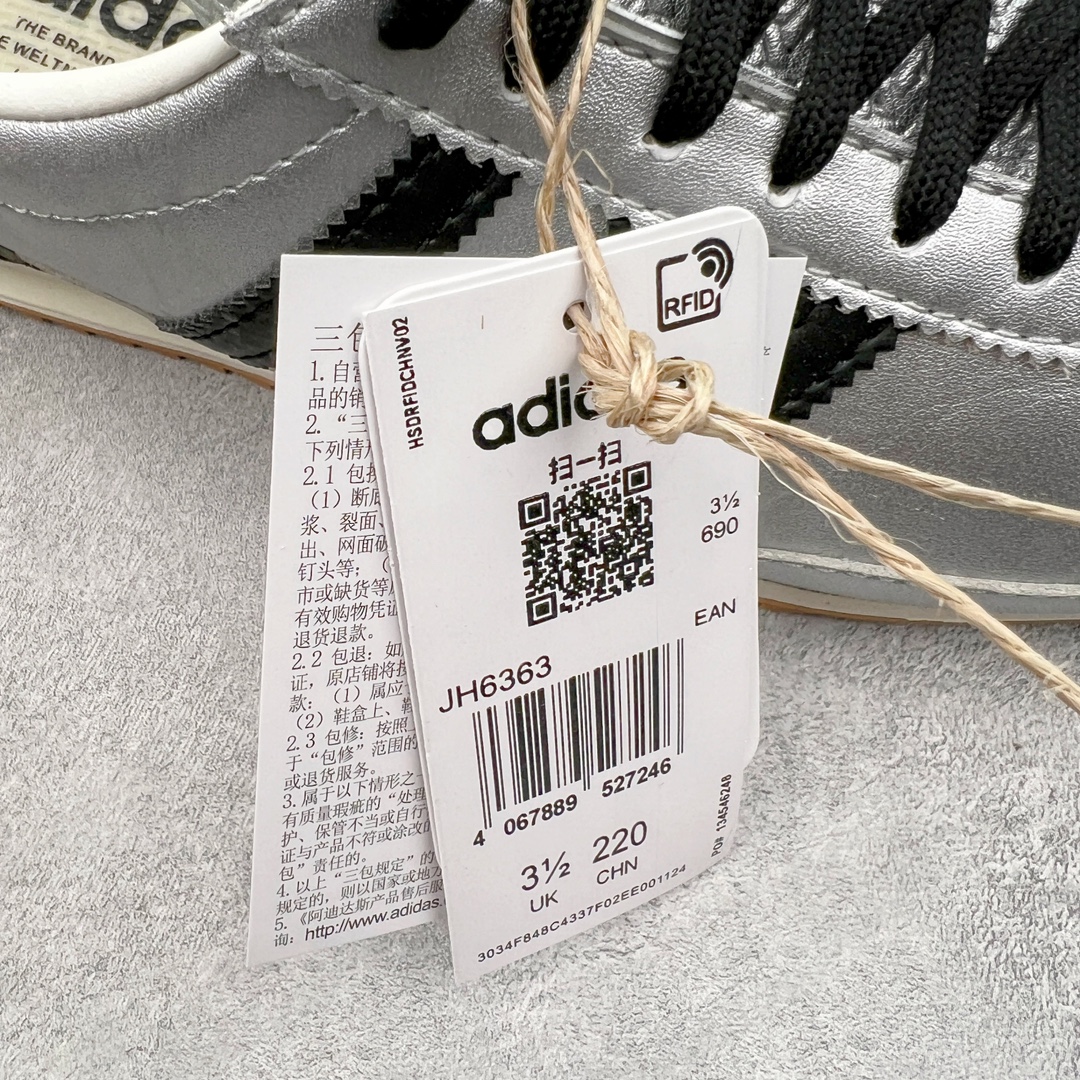 THE BRAND
三包
1. 自营
品的销
2. “三
下列情形
2.1 包换
（1）断底
浆、裂面、
出、网面破
钉头等；（
市或缺货等
有效购物凭证
退货退款。
2.2 包退：如
证，原店铺将按
款：（1）属应
（2）鞋盒上、鞋
2.3 包修：按照
于“包修”范围的
或退货服务。
3. 属于以下情形之一
有质量瑕疵的“处理
护、保管不当或自行
证与产品不符或涂改的
包”责任的。
4. 以上“三包规定”的
规定的，则以国家或地方
5.《阿迪达斯产品售后服
询：http://www.adidas.
HSDRFIDCHNV02
RFID
adidas
扫一扫
3½
690
EAN
JH6363
4 067889 527246
3½ 220
UK CHN
PO# 134546248
3034F848C4337F02EE001124